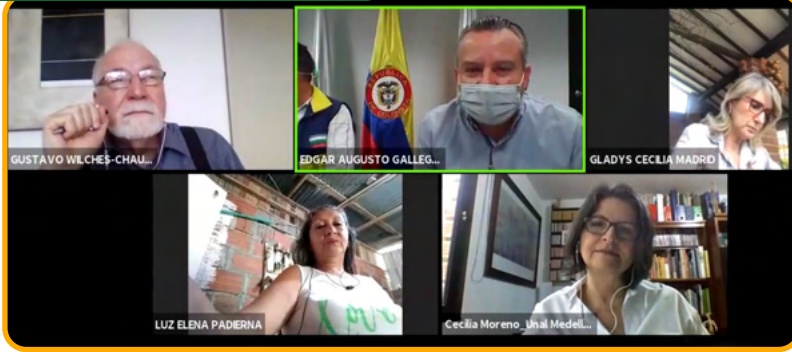 GUSTAVO WILCHES-CHAU...
EDGAR AUGUSTO GALLEG...
GLADYS CECILIA MADRID
LUZ ELENA PADIERNA
Cecilia Moreno_Unal Medell...